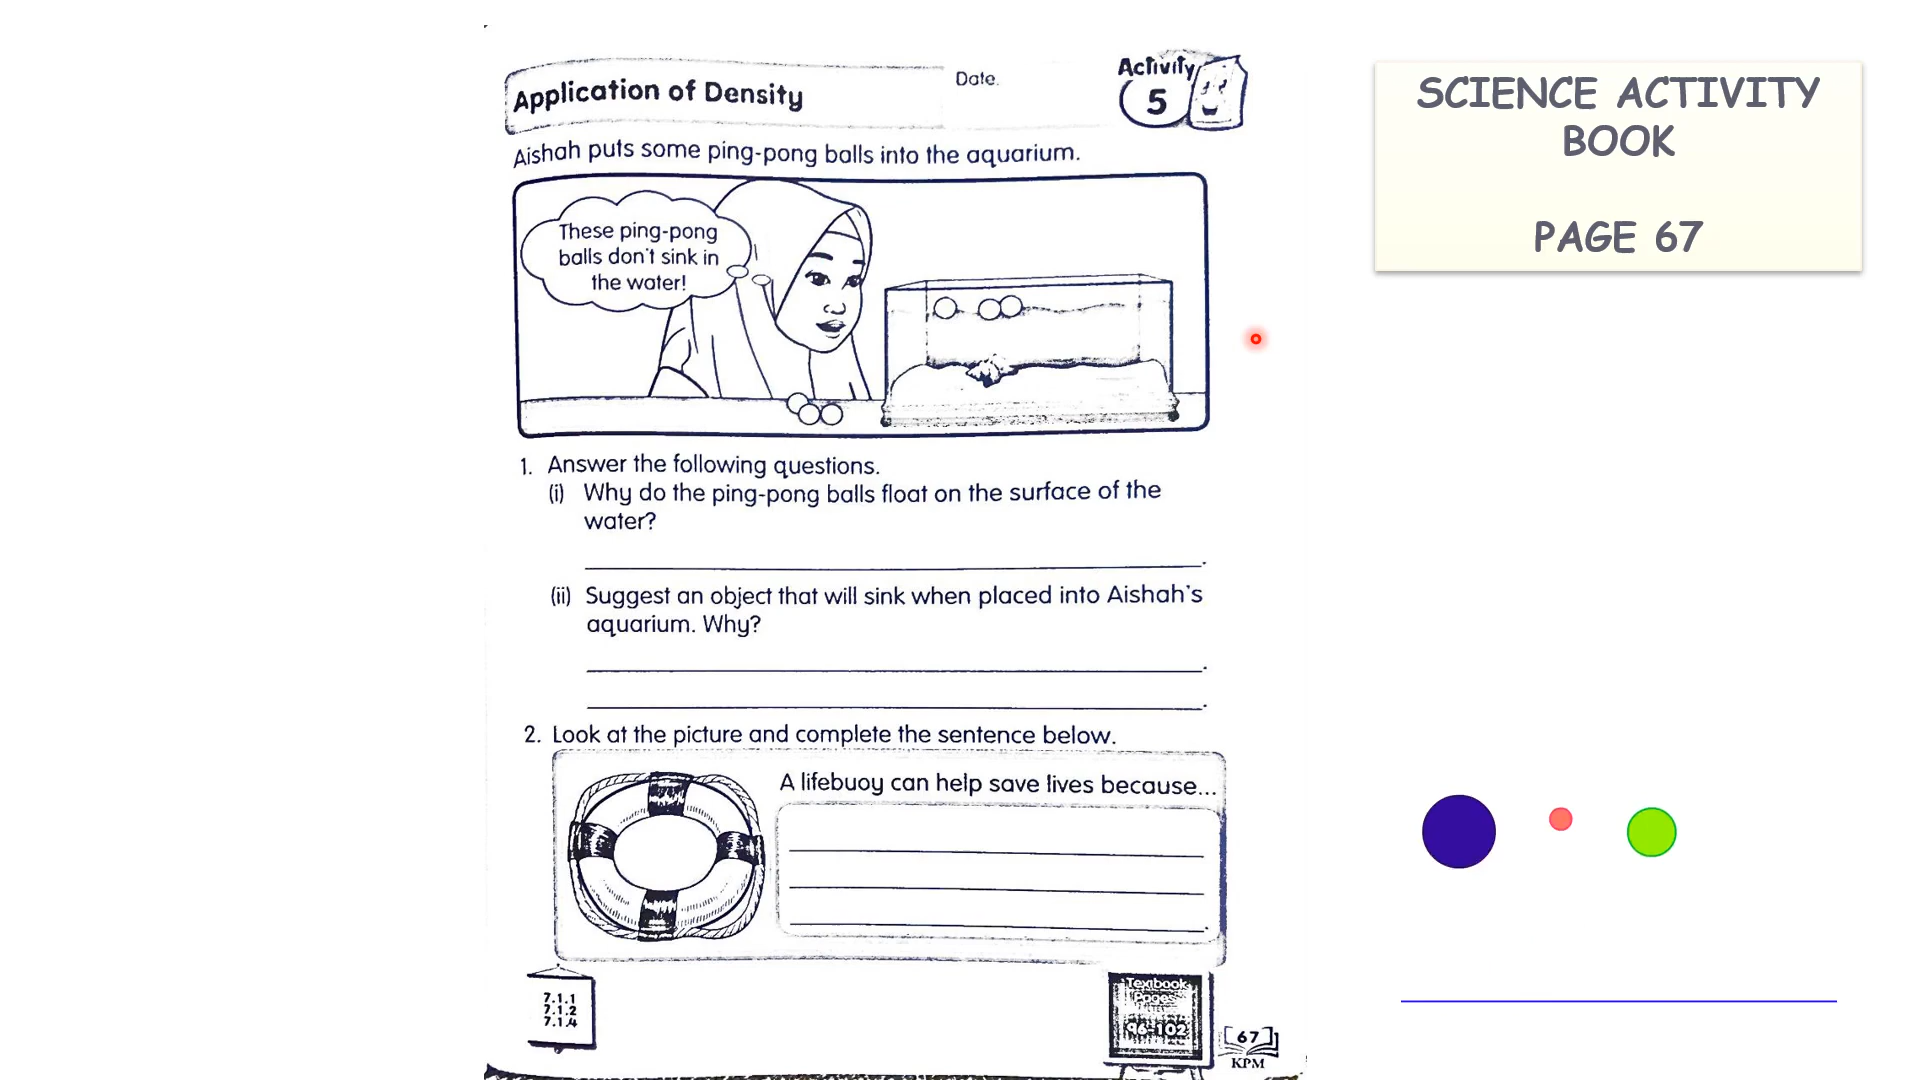 Application of Density
Date.
Activity
5
Aishah puts some ping-pong balls into the aquarium.
These ping-pong
balls don't sink in
the water!
1. Answer the following questions.
(i) Why do the ping-pong balls float on the surface of the
water?
(ii) Suggest an object that will sink when placed into Aishah's
aquarium. Why?
2. Look at the picture and complete the sentence below.
A lifebuoy can help save lives because...
7.1.1
7.1.2
7.1.4
Textbook
Pages
96-102
67
KPM
SCIENCE ACTIVITY
BOOK
PAGE 67